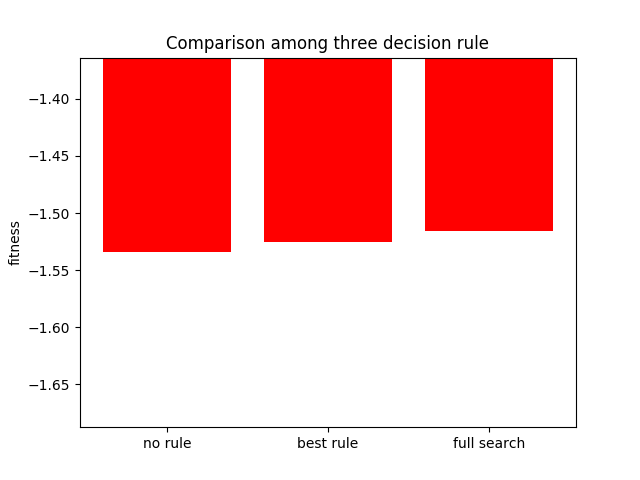 Comparison among three decision rule
fitness
−1.40
−1.45
−1.50
−1.55
−1.60
−1.65
no rule
best rule
full search